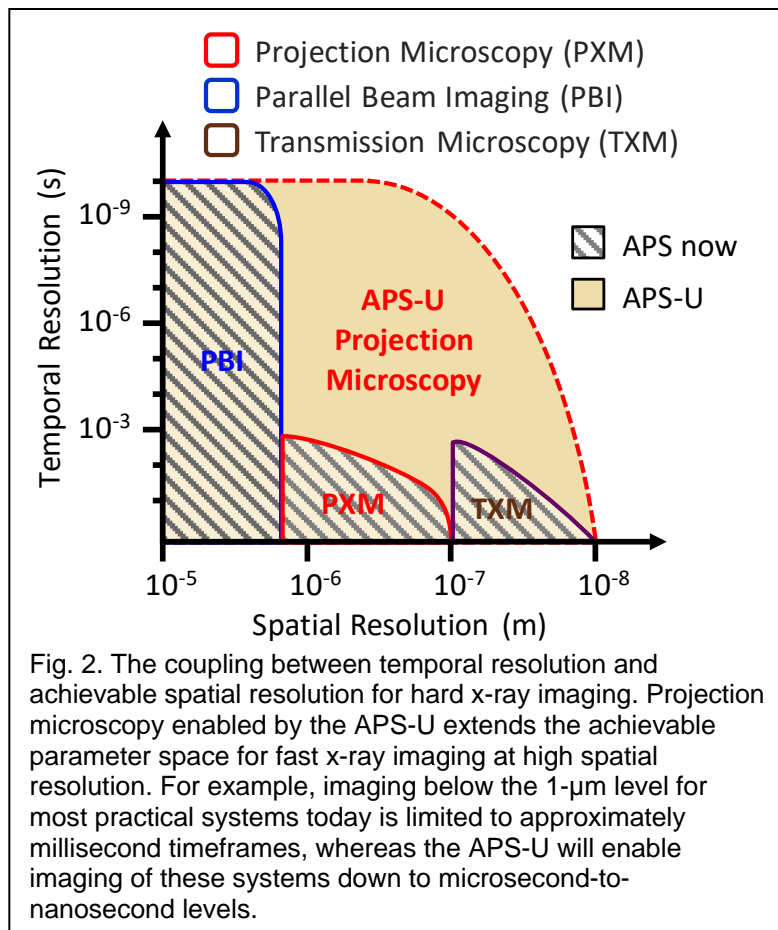 Projection Microscopy (PXM)
Parallel Beam Imaging (PBI)
Transmission Microscopy (TXM)
Temporal Resolution (s)
10⁻⁹
10⁻⁶
10⁻³
APS now
APS-U
APS-U
Projection
Microscopy
PBI
PXM
TXM
10⁻⁵
10⁻⁶
10⁻⁷
10⁻⁸
Spatial Resolution (m)
Fig. 2. The coupling between temporal resolution and
achievable spatial resolution for hard x-ray imaging. Projection
microscopy enabled by the APS-U extends the achievable
parameter space for fast x-ray imaging at high spatial
resolution. For example, imaging below the 1-µm level for
most practical systems today is limited to approximately
millisecond timeframes, whereas the APS-U will enable
imaging of these systems down to microsecond-to-
nanosecond levels.